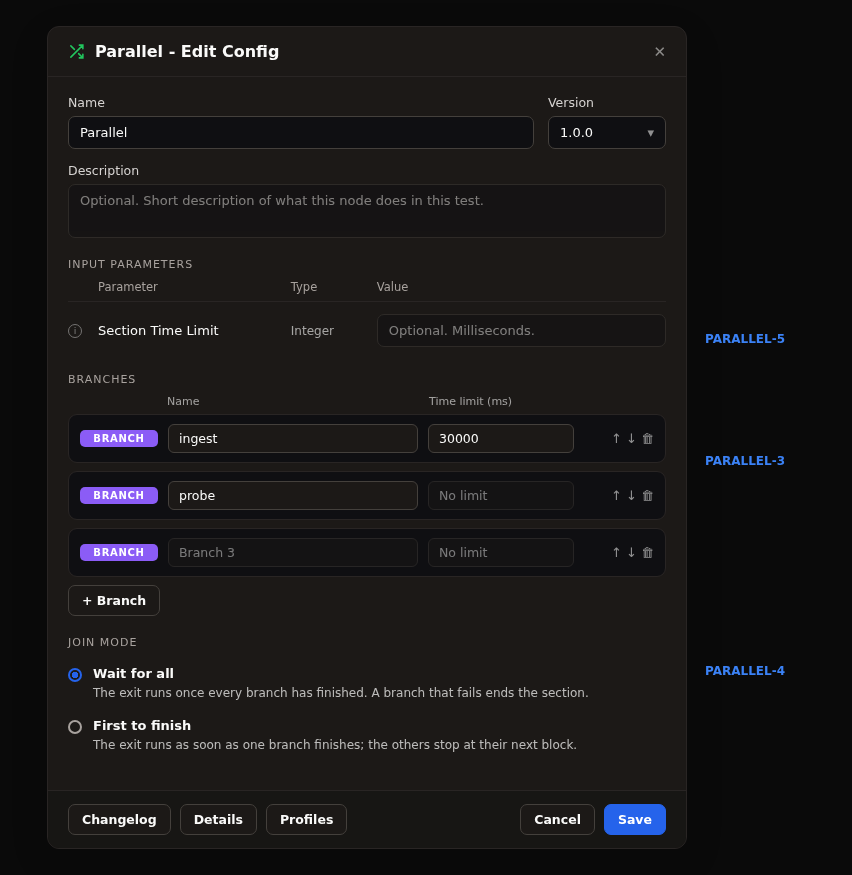 Parallel - Edit Config ✕
Name Version
Parallel 1.0.0 ▾
Description
Optional. Short description of what this node does in this test.
INPUT PARAMETERS
Parameter Type Value
i Section Time Limit Integer Optional. Milliseconds.
PARALLEL-5
BRANCHES
Name Time limit (ms)
BRANCH ingest 30000 ↑ ↓
PARALLEL-3
BRANCH probe No limit ↑ ↓
BRANCH Branch 3 No limit ↑ ↓
+ Branch
JOIN MODE
PARALLEL-4
Wait for all
The exit runs once every branch has finished. A branch that fails ends the section.
First to finish
The exit runs as soon as one branch finishes; the others stop at their next block.
Changelog Details Profiles Cancel Save